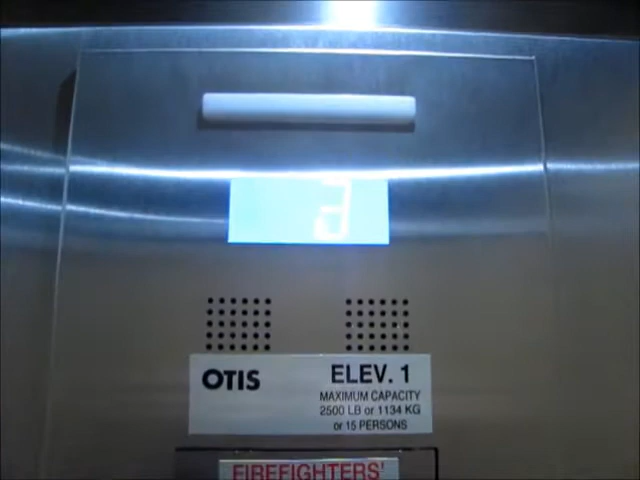 OTIS
ELEV. 1
MAXIMUM CAPACITY
2500 LB or 1134 KG
or 15 PERSONS
FIREFIGHTERS'